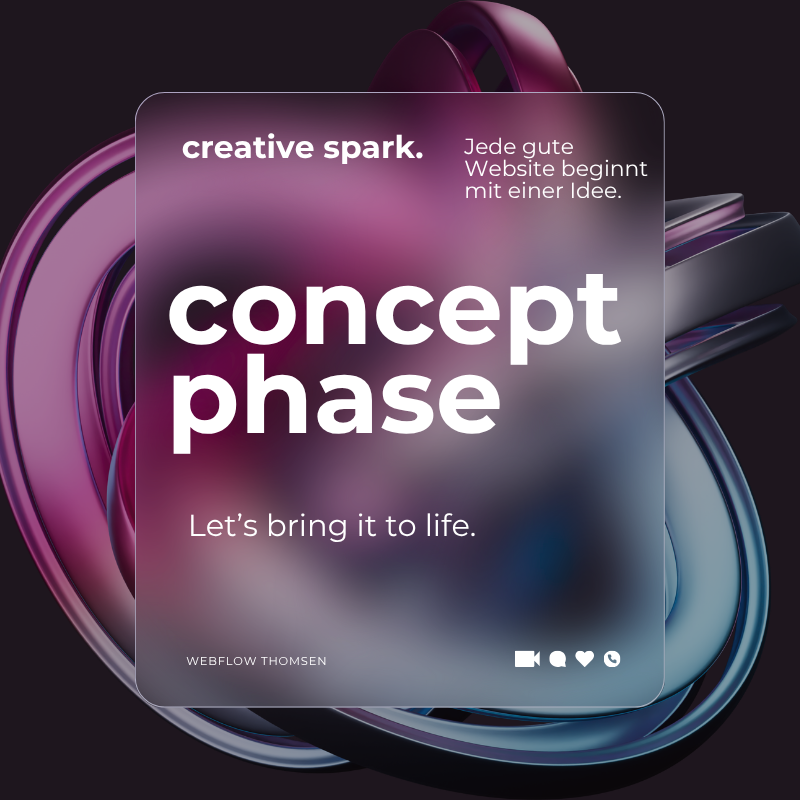 creative spark.
Jede gute
Website beginnt
mit einer Idee.
concept
phase
Let’s bring it to life.
WEBFLOW THOMSEN